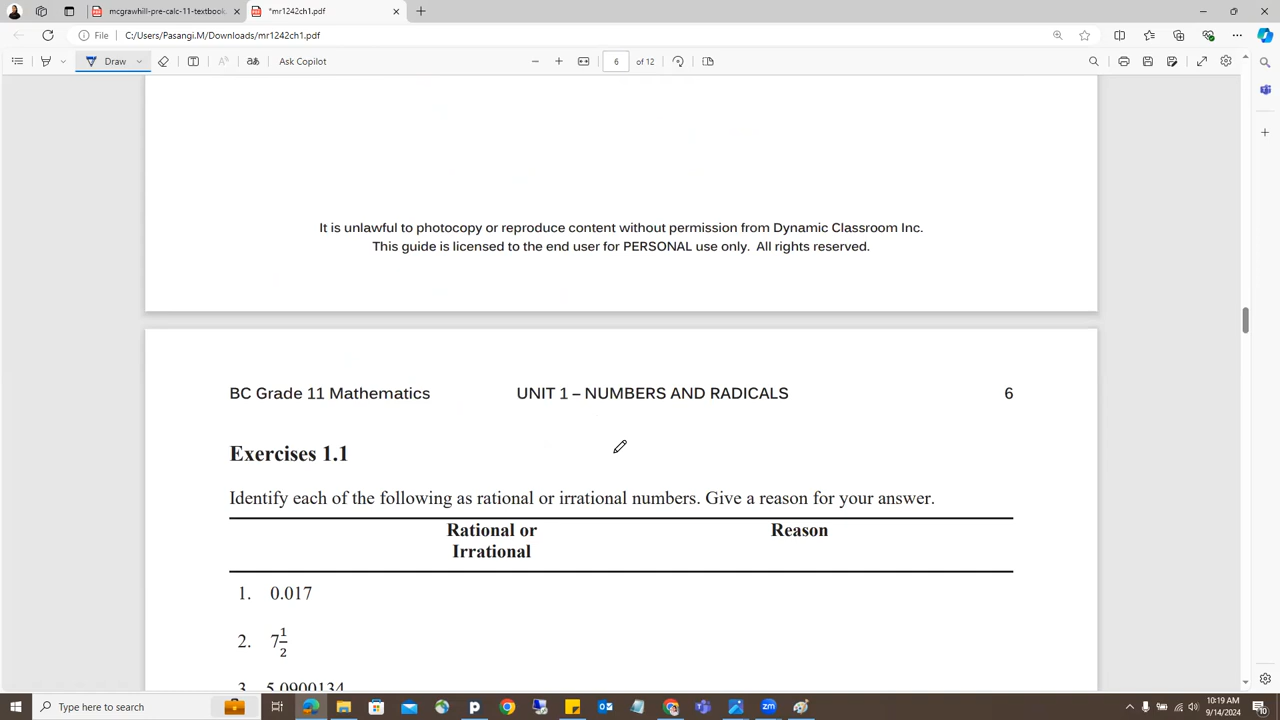 mcgrawhill-pre-calc-11-textbook
*mr1242ch1.pdf
File
C:/Users/Pasangi.M/Downloads/mr1242ch1.pdf
Draw
Ask Copilot
6
of 12
It is unlawful to photocopy or reproduce content without permission from Dynamic Classroom Inc.
This guide is licensed to the end user for PERSONAL use only. All rights reserved.
BC Grade 11 Mathematics
UNIT 1 – NUMBERS AND RADICALS
6
Exercises 1.1
Identify each of the following as rational or irrational numbers. Give a reason for your answer.
Rational or
Irrational
Reason
1. 0.017
2. 7 1/2
3. 5.0900134
Type here to search
10:19 AM
9/14/2024